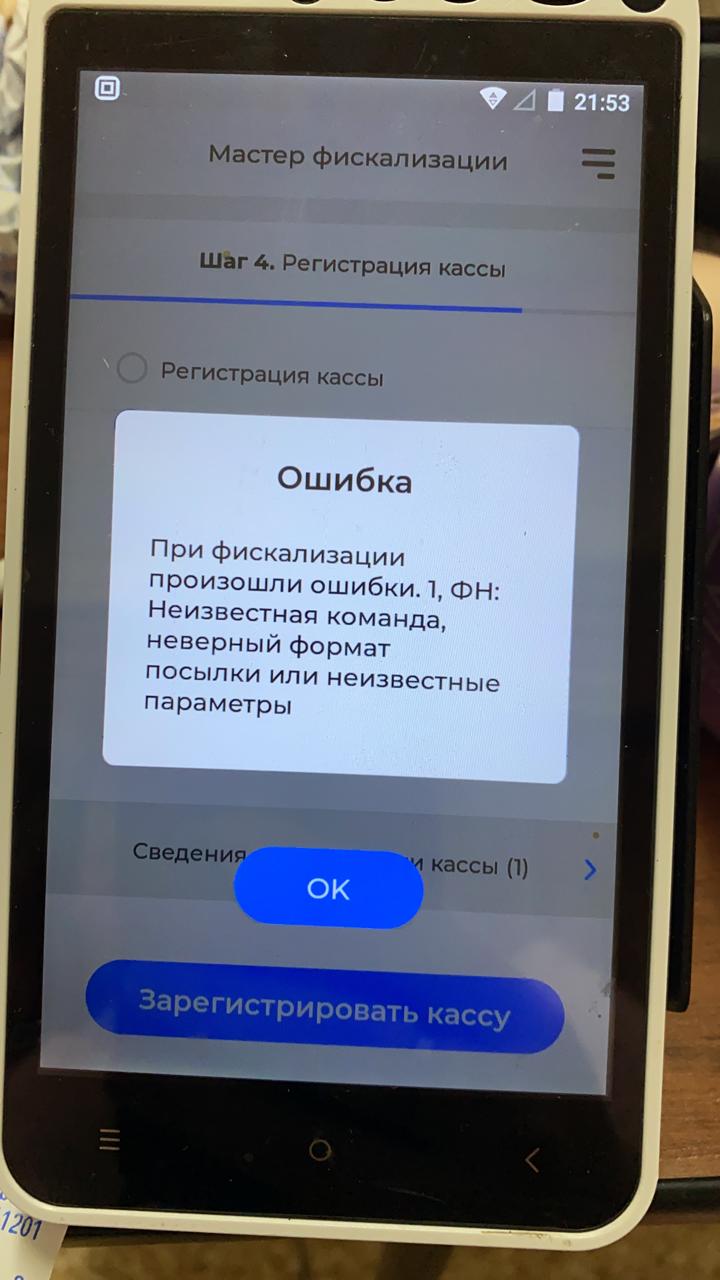 21:53
Мастер фискализации
Шаг 4. Регистрация кассы
Регистрация кассы
Ошибка
При фискализации
произошли ошибки. 1, ФН:
Неизвестная команда,
неверный формат
посылки или неизвестные
параметры
Сведения и кассы (1)
OK
Зарегистрировать кассу
1201